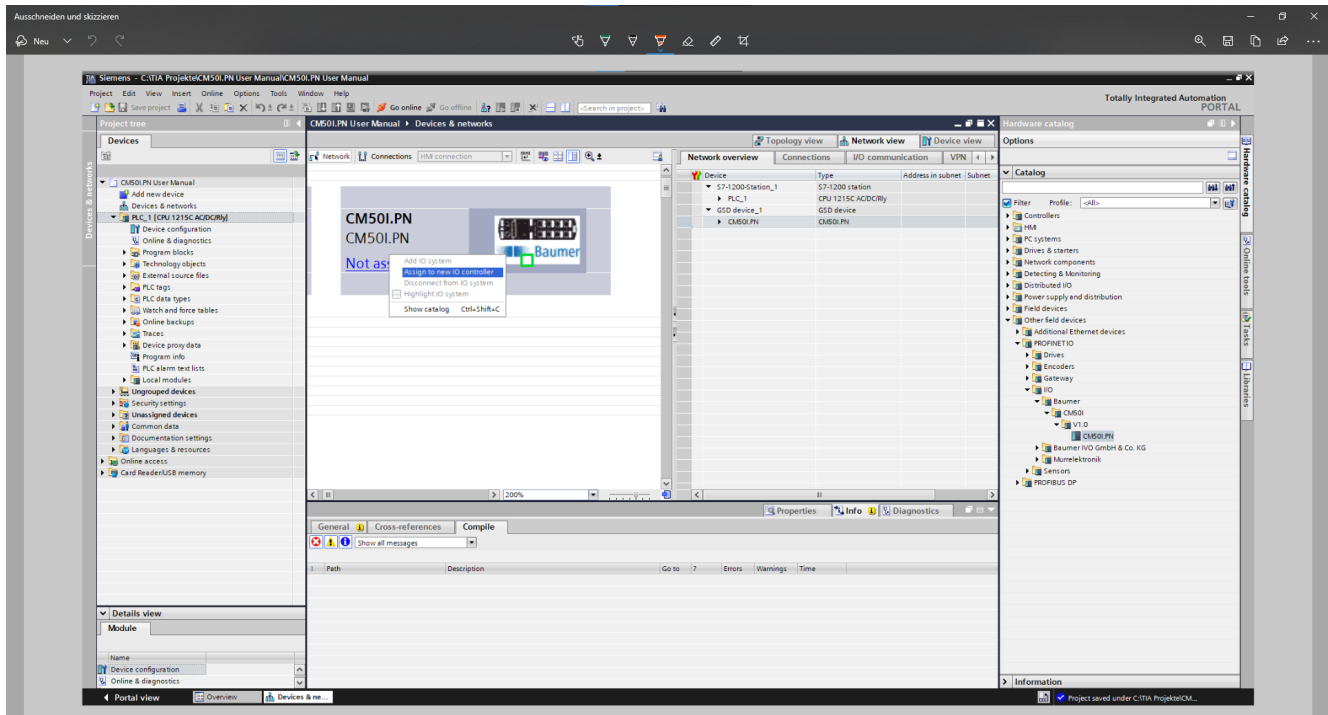 Ausschneiden und skizzieren
Neu
Siemens - C:\TIA Projekte\CM50I.PN User Manual\CM50I.PN User Manual
Project Edit View Insert Online Options Tools Window Help
Save project Go online Go offline <Search in project>
Totally Integrated Automation
PORTAL
Project tree
CM50I.PN User Manual Devices & networks
Hardware catalog
Devices
Topology view Network view Device view
Options
Network Connections HMI connection
Network overview Connections I/O communication VPN
Devices & networks
CM50I.PN User Manual
Add new device
Devices & networks
PLC_1 [CPU 1215C AC/DC/Rly]
Device configuration
Online & diagnostics
Program blocks
Technology objects
External source files
PLC tags
PLC data types
Watch and force tables
Online backups
Traces
Device proxy data
Program info
PLC alarm text lists
Local modules
Ungrouped devices
Security settings
Unassigned devices
Common data
Documentation settings
Languages & resources
Online access
Card Reader/USB memory
CM50I.PN
CM50I.PN
Baumer
Not ass
Add IO system
Assign to new IO controller
Disconnect from IO system
Highlight IO system
Show catalog Ctrl+Shift+C
200%
Device Type Address in subnet Subnet
S7-1200-Station_1 S7-1200 station
PLC_1 CPU 1215C AC/DC/Rly
GSD device_1 GSD device
CM50I.PN CM50I.PN
Catalog
Filter Profile: <All>
Controllers
HMI
PC systems
Drives & starters
Network components
Detecting & Monitoring
Distributed I/O
Power supply and distribution
Field devices
Other field devices
Additional Ethernet devices
PROFINET IO
Drives
Encoders
Gateway
I/O
Baumer
CM50I
V1.0
CM50I.PN
Baumer IVO GmbH & Co. KG
Murrelektronik
Sensors
PROFIBUS DP
Hardware catalog
Online tools
Tasks
Libraries
Properties Info Diagnostics
General Cross-references Compile
Show all messages
! Path Description Go to ? Errors Warnings Time
Details view
Module
Name
Device configuration
Online & diagnostics
Information
Portal view Overview Devices & ne...
Project saved under C:\TIA Projekte\CM...